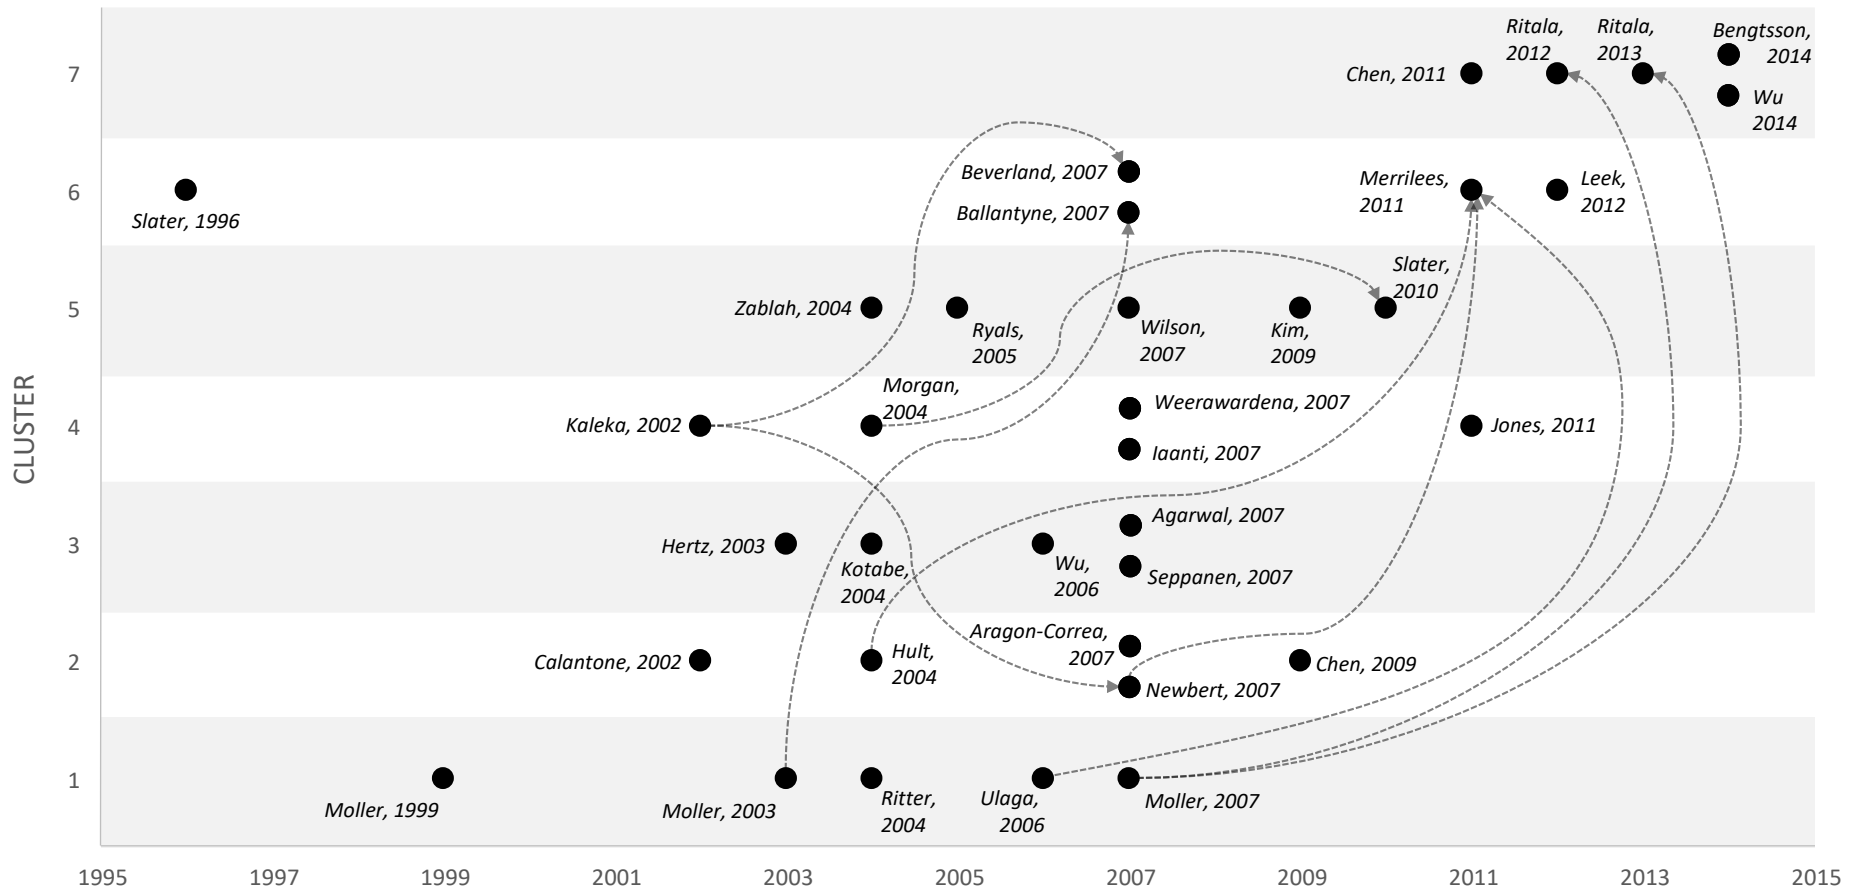 Ritala,
2012
Ritala,
2013
Bengtsson,
2014
7
Chen, 2011
Wu
2014
Beverland, 2007
Merrilees,
2011
Leek,
2012
6
Slater, 1996
Ballantyne, 2007
Slater,
2010
5
Zablah, 2004
Ryals,
2005
Wilson,
2007
Kim,
2009
CLUSTER
Morgan,
2004
Weerawardena, 2007
4
Kaleka, 2002
Jones, 2011
Iaanti, 2007
Agarwal, 2007
3
Hertz, 2003
Kotabe,
2004
Wu,
2006
Seppanen, 2007
Aragon-Correa,
2007
2
Calantone, 2002
Hult,
2004
Chen, 2009
Newbert, 2007
1
Moller, 1999
Moller, 2003
Ritter,
2004
Ulaga,
2006
Moller, 2007
1995 1997 1999 2001 2003 2005 2007 2009 2011 2013 2015